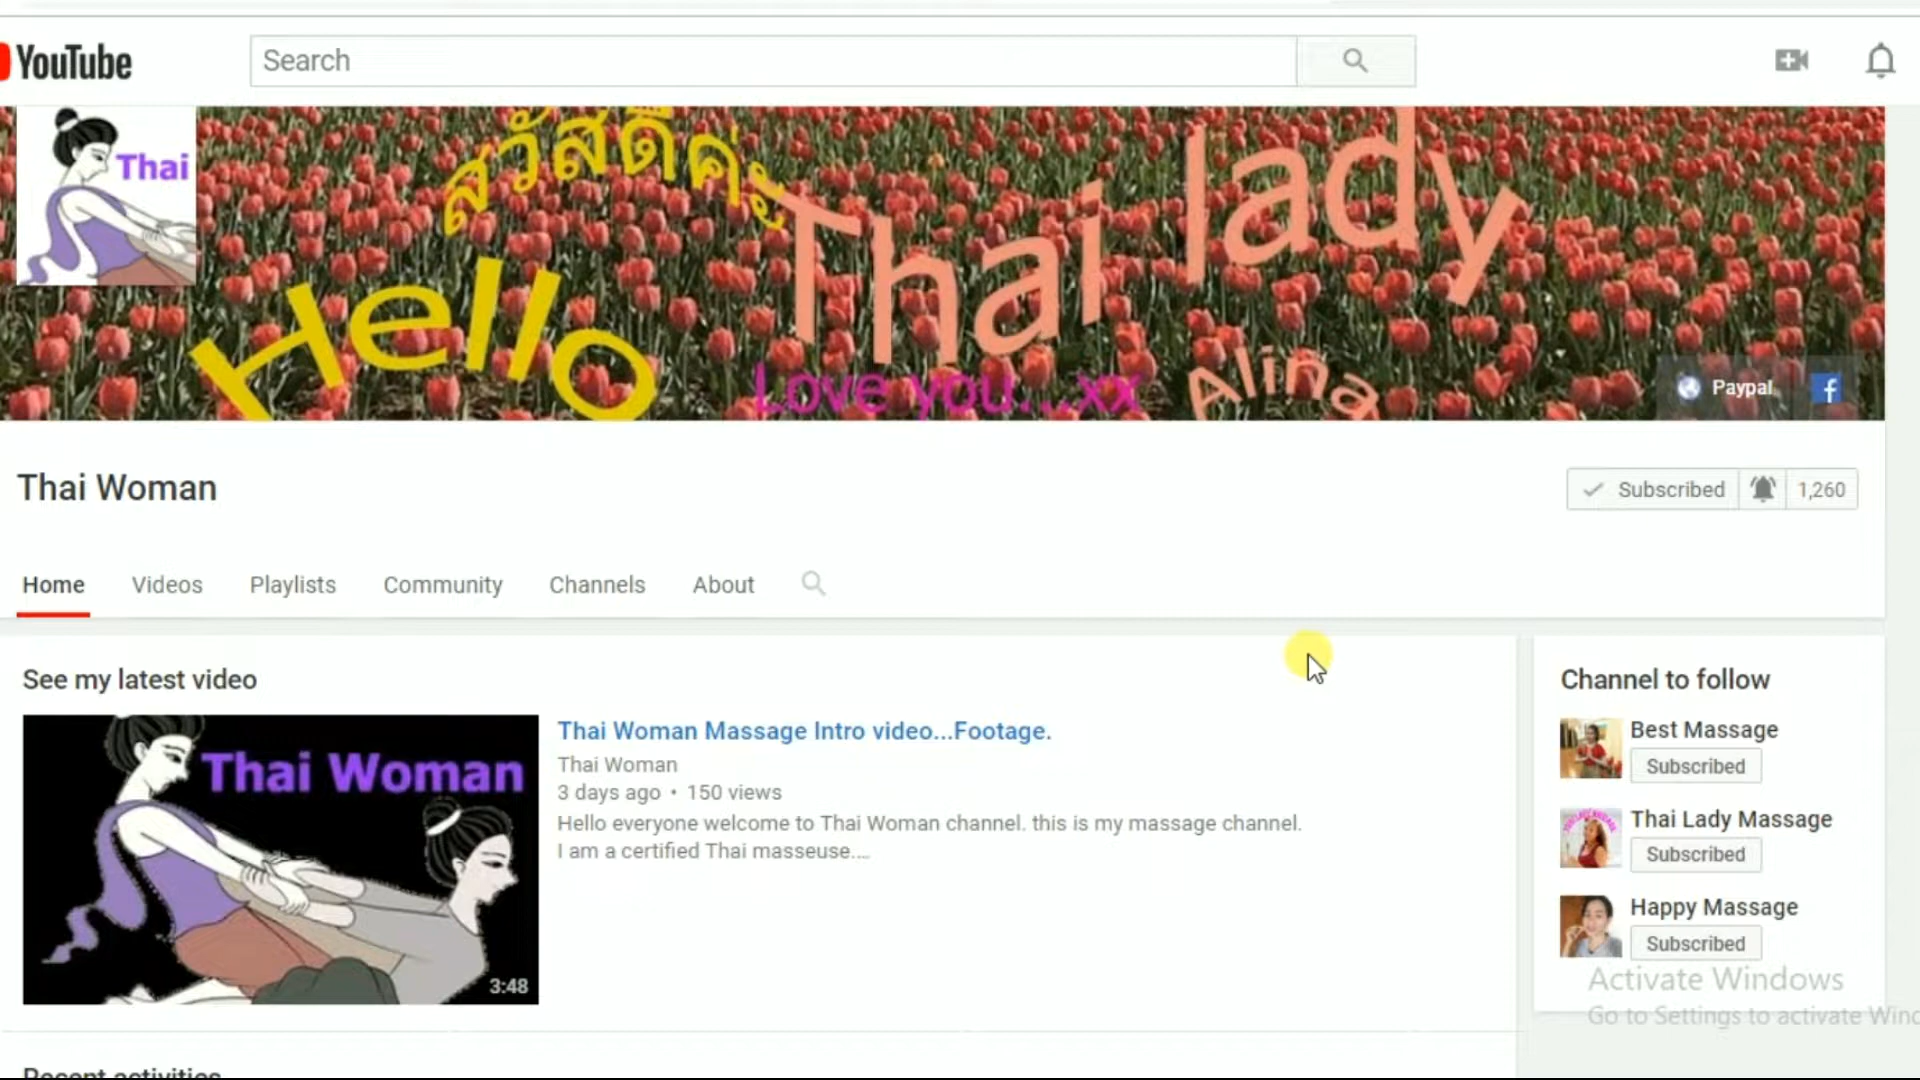 YouTube
Search
Thai
สวัสดีค่ะ
Hello
Thai lady
Love you...xx
Alina
Paypal
Thai Woman
Subscribed 1,260
Home Videos Playlists Community Channels About
See my latest video
Thai Woman
3:48
Thai Woman Massage Intro video...Footage.
Thai Woman
3 days ago • 150 views
Hello everyone welcome to Thai Woman channel. this is my massage channel.
I am a certified Thai masseuse....
Channel to follow
Best Massage
Subscribed
Thai Lady Massage
Subscribed
Happy Massage
Subscribed
Activate Windows
Go to Settings to activate Winc
Recent activities